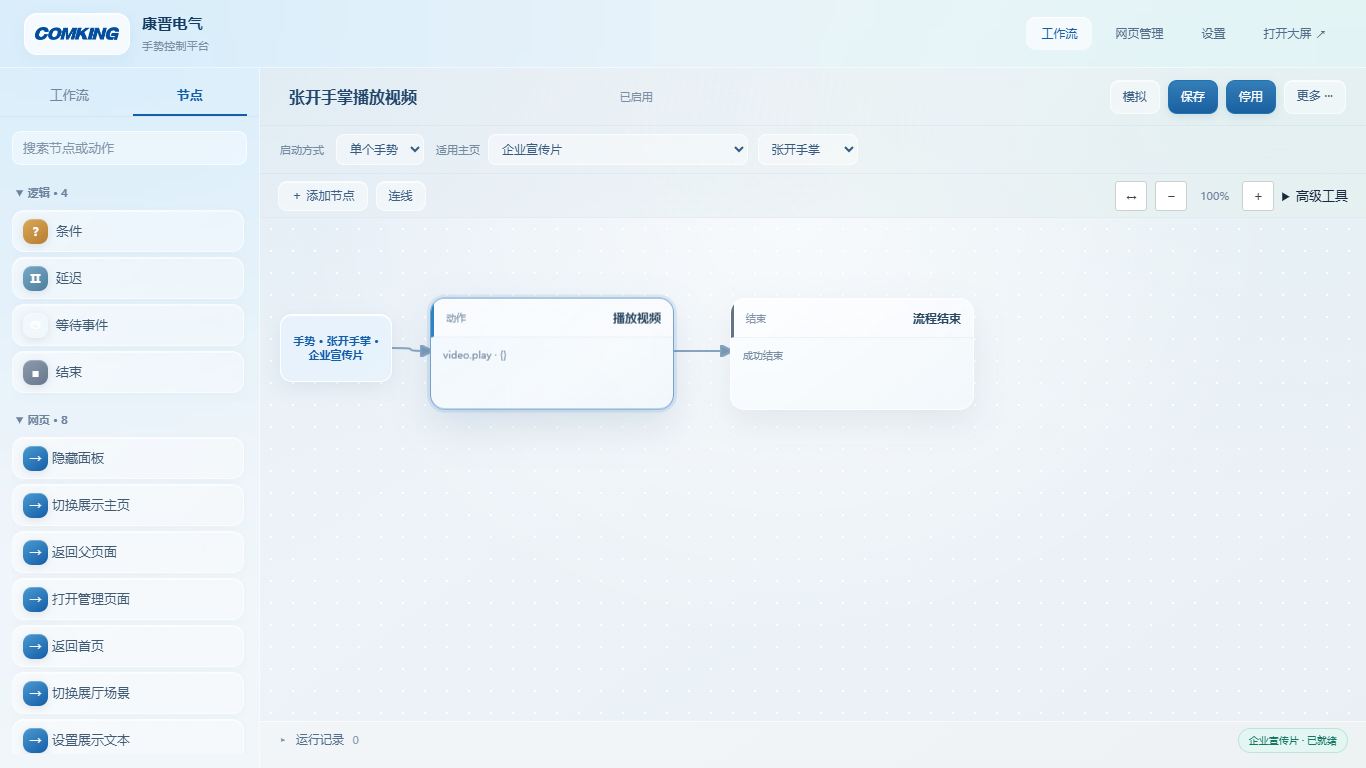 COMKING
康晋电气
手势控制平台
工作流
网页管理
设置
打开大屏 ↗
工作流
节点
搜索节点或动作
▼ 逻辑 • 4
? 条件
延迟
等待事件
结束
▼ 网页 • 8
→ 隐藏面板
→ 切换展示主页
→ 返回父页面
→ 打开管理页面
→ 返回首页
→ 切换展厅场景
→ 设置展示文本
张开手掌播放视频
已启用
模拟
保存
停用
更多 ···
启动方式
单个手势
适用主页
企业宣传片
张开手掌
+ 添加节点
连线
↔
−
100%
+
▶ 高级工具
手势 • 张开手掌 •
企业宣传片
动作
播放视频
video.play · {}
结束
流程结束
成功结束
▸ 运行记录 0
企业宣传片 · 已就绪